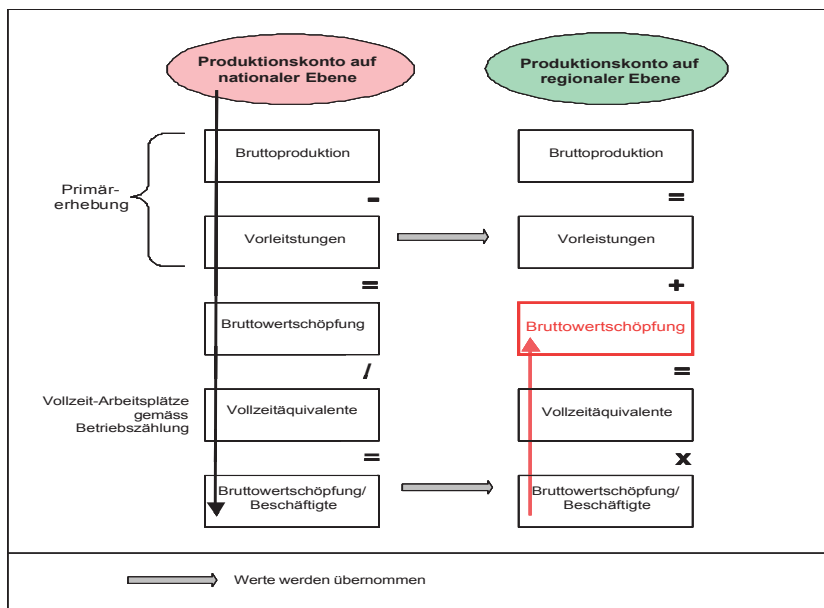 Produktionskonto auf
nationaler Ebene
Produktionskonto auf
regionaler Ebene
Primär-
erhebung
Bruttoproduktion
Bruttoproduktion
-
=
Vorleitstungen
Vorleistungen
=
+
Bruttowertschöpfung
Bruttowertschöpfung
/
=
Vollzeit-Arbeitsplätze
gemäss
Betriebszählung
Vollzeitäquivalente
Vollzeitäquivalente
=
x
Bruttowertschöpfung/
Beschäftigte
Bruttowertschöpfung/
Beschäftigte
Werte werden übernommen